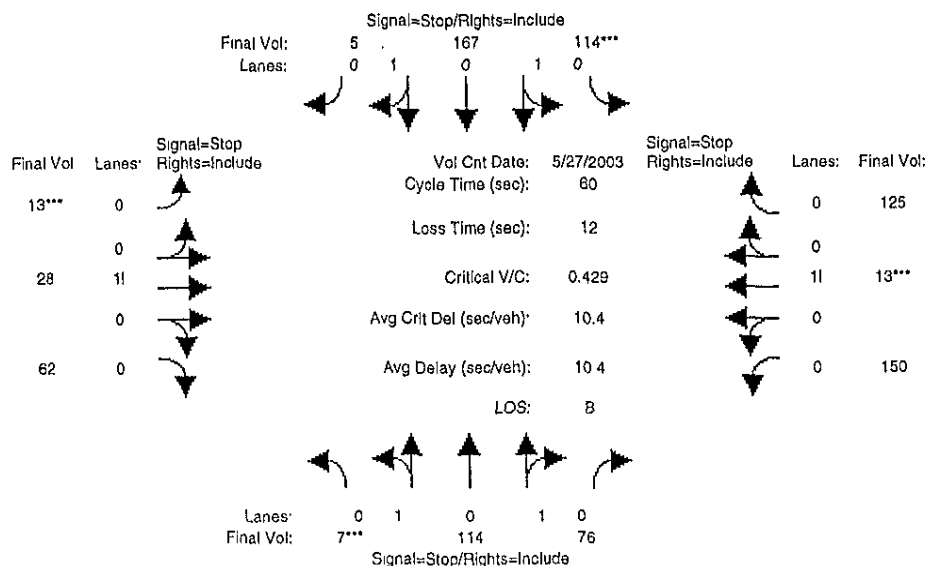 Signal=Stop/Rights=Include
Final Vol: 5 167 114***
Lanes: 0 1 0 1 0
Signal=Stop
Final Vol Lanes: Rights=Include
Vol Cnt Date: 5/27/2003
Signal=Stop
Rights=Include Lanes: Final Vol:
Cycle Time (sec): 60
13*** 0
0 125
Loss Time (sec): 12
0
0
28 1!
Critical V/C: 0.429
1! 13***
0
Avg Crit Del (sec/veh): 10.4
0
62 0
Avg Delay (sec/veh): 10 4
0 150
LOS: B
Lanes: 0 1 0 1 0
Final Vol: 7*** 114 76
Signal=Stop/Rights=Include